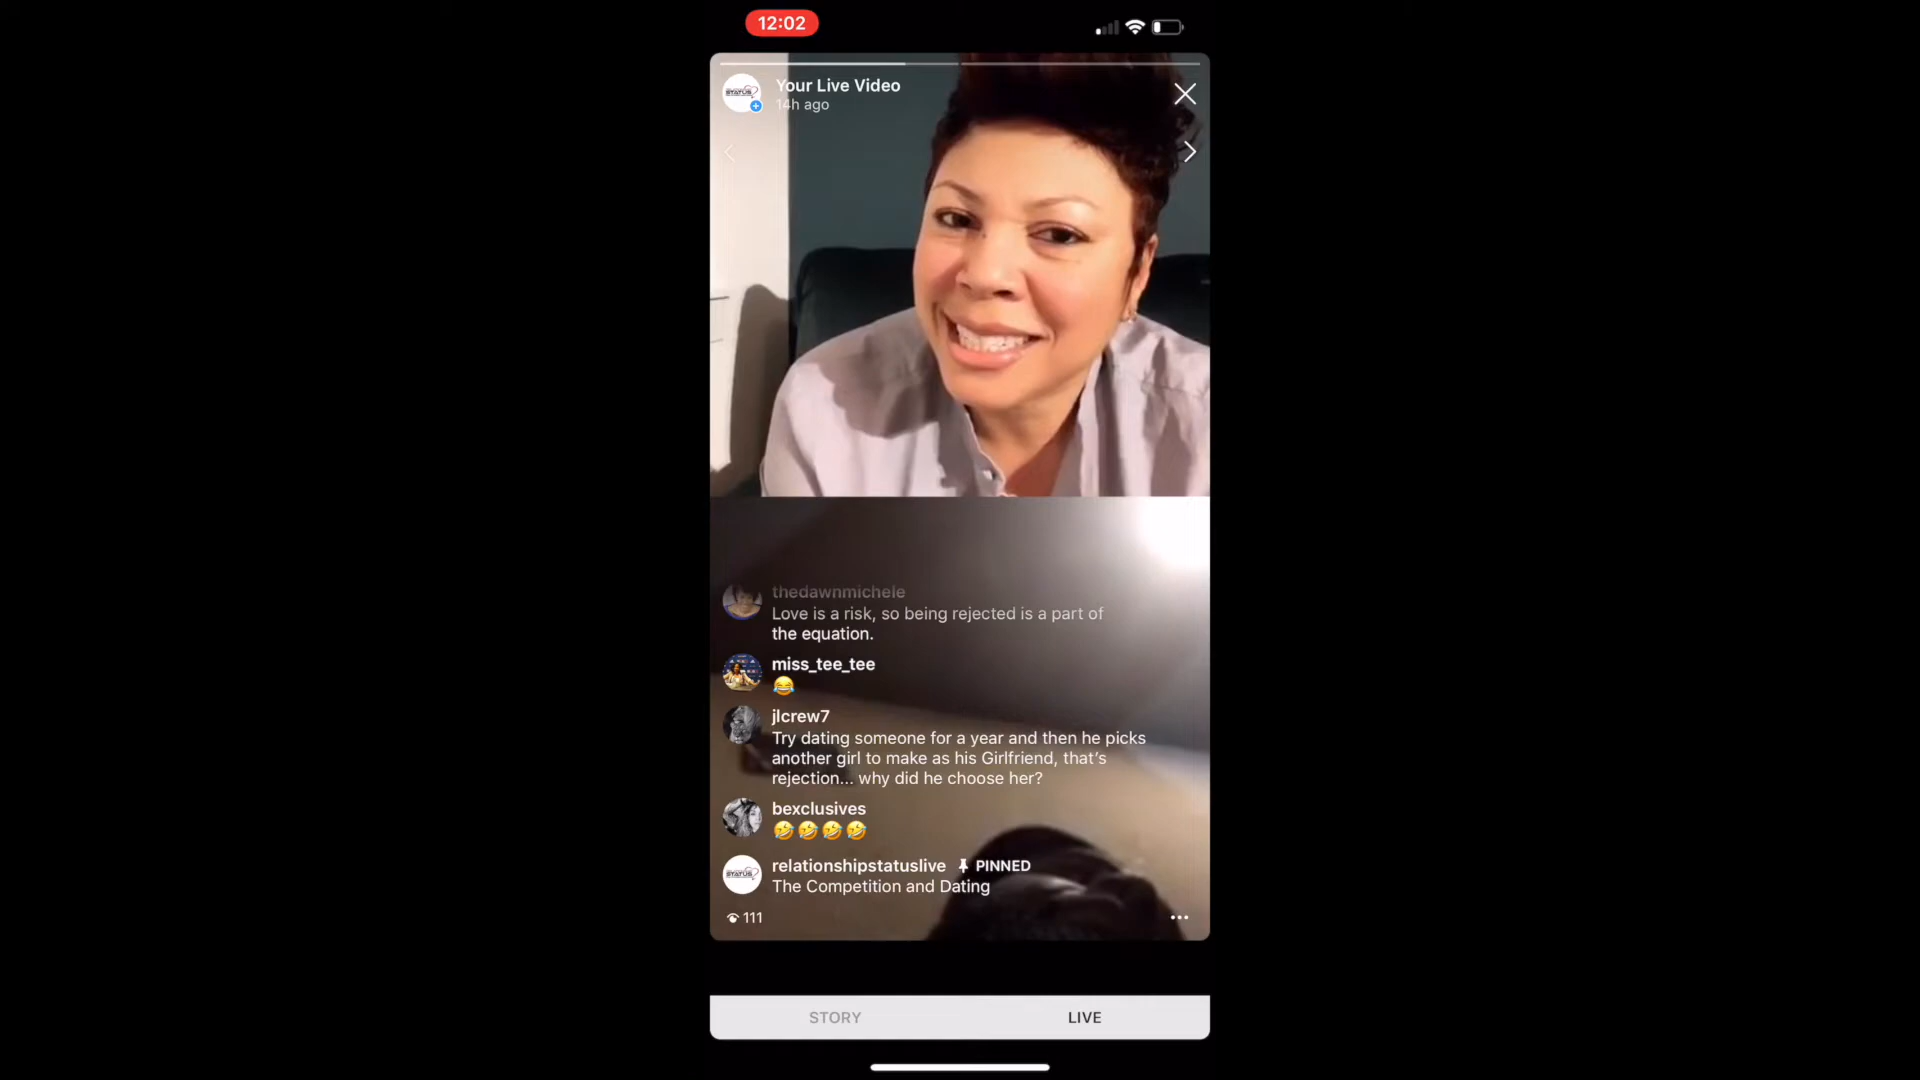 12:02
STATUS
Your Live Video
14h ago
thedawnmichele
Love is a risk, so being rejected is a part of
the equation.
miss_tee_tee
😂
jlcrew7
Try dating someone for a year and then he picks
another girl to make as his Girlfriend, that's
rejection... why did he choose her?
bexclusives
🤣🤣🤣🤣
relationshipstatuslive PINNED
STATUS
The Competition and Dating
111
STORY LIVE